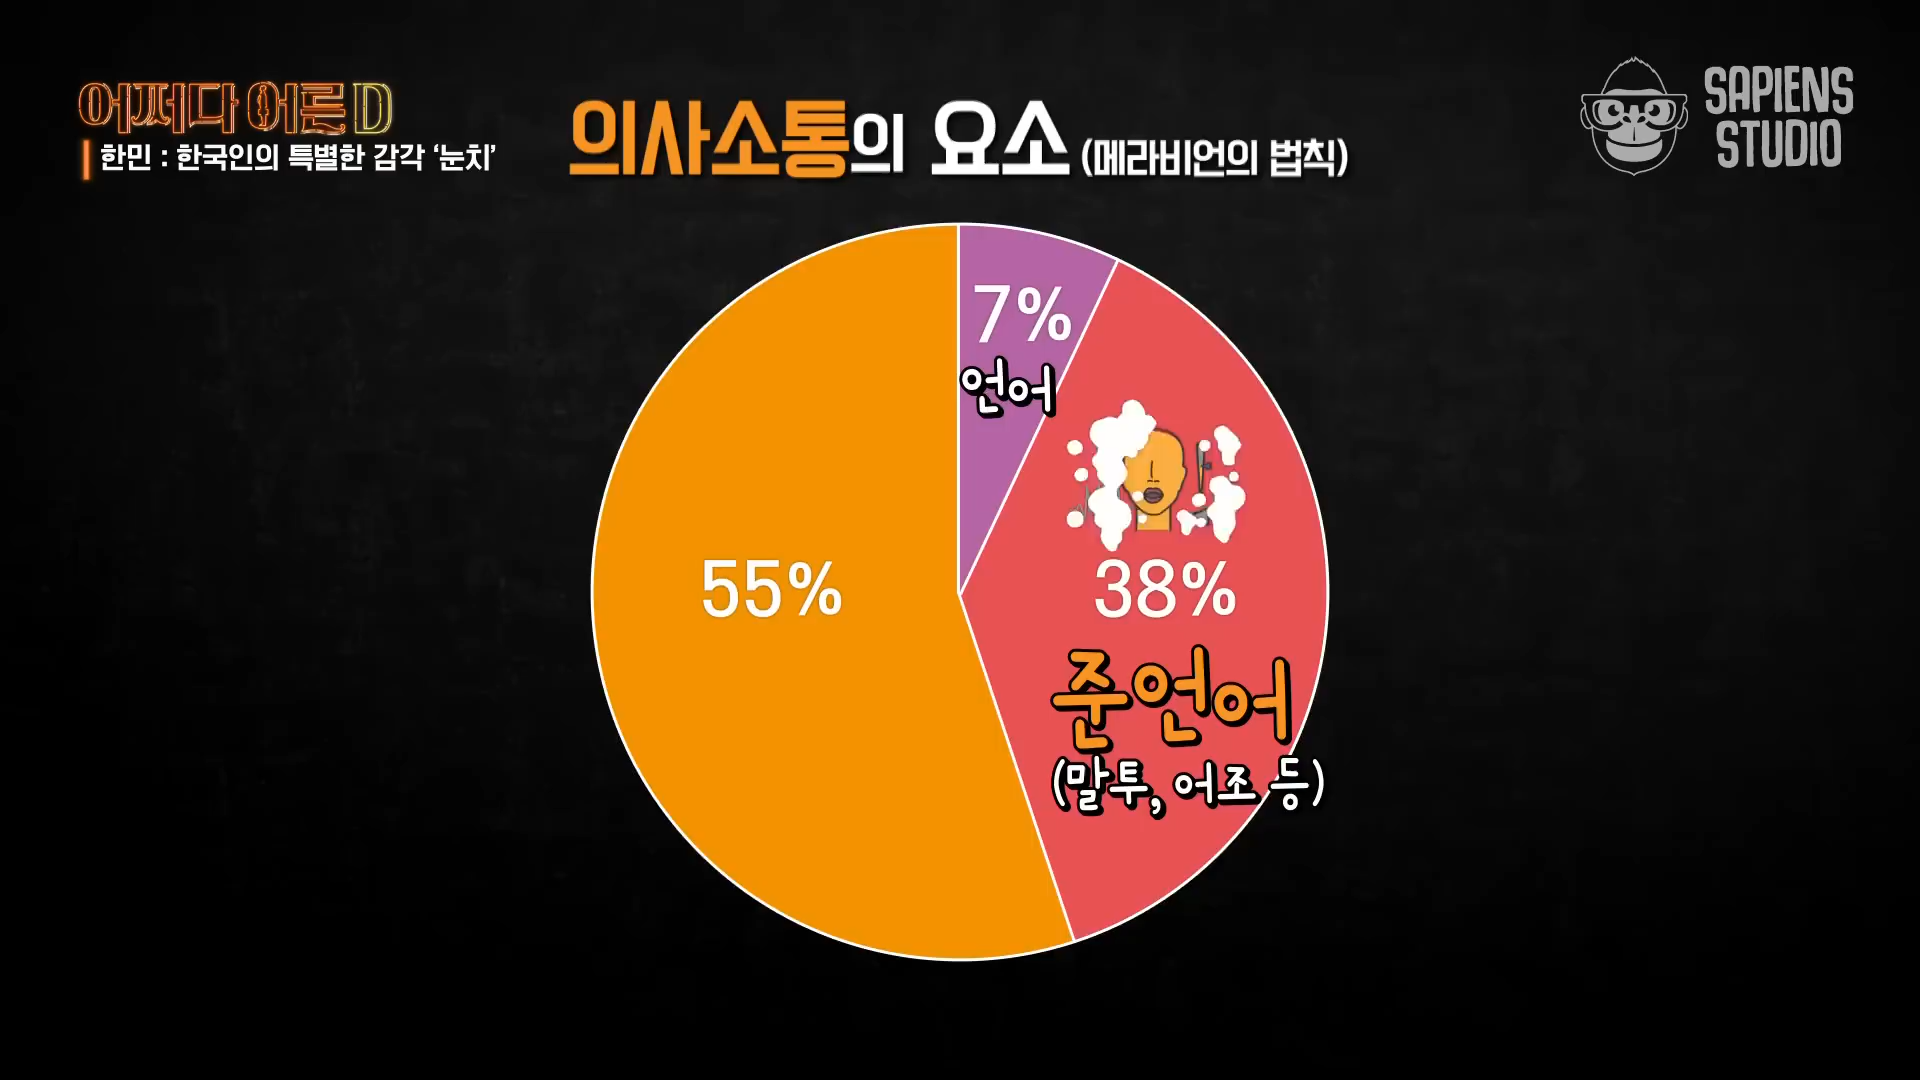 어쩌다 어른 D
한민 : 한국인의 특별한 감각 '눈치'
의사소통의 요소 (메라비언의 법칙)
SAPIENS
STUDIO
7%
언어
55%
38%
준언어
(말투, 어조 등)